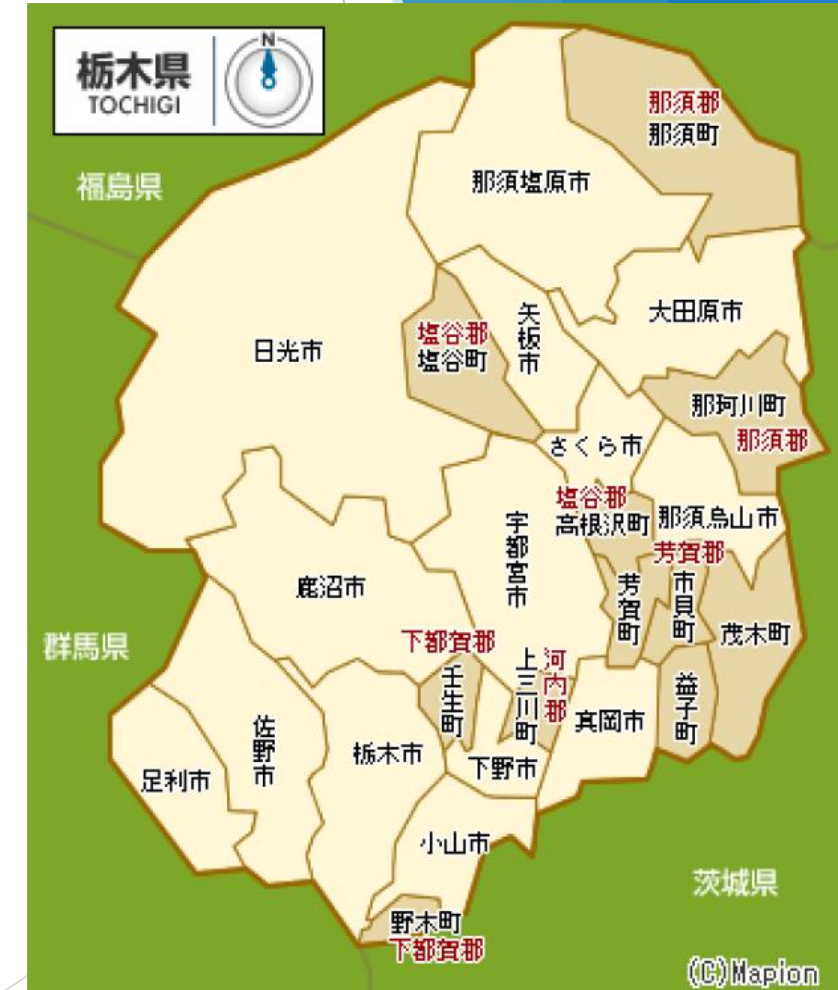 栃木県
TOCHIGI
N
福島県
那須郡
那須町
那須塩原市
大田原市
矢板市
塩谷郡
塩谷町
日光市
那珂川町
那須郡
さくら市
塩谷郡
高根沢町
那須烏山市
宇都宮市
芳賀郡
市貝町
芳賀町
茂木町
鹿沼市
群馬県
下都賀郡
壬生町
上三川町
河内郡
益子町
真岡市
佐野市
栃木市
下野市
足利市
小山市
茨城県
野木町
下都賀郡
(C)Mapion